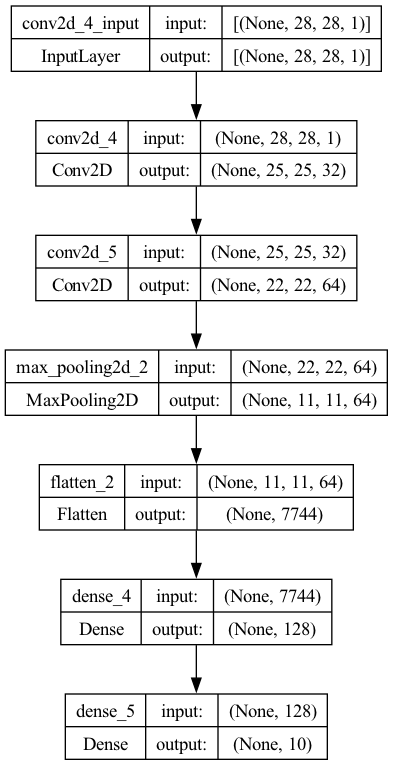 conv2d_4_input input: [(None, 28, 28, 1)]
InputLayer output: [(None, 28, 28, 1)]
conv2d_4 input: (None, 28, 28, 1)
Conv2D output: (None, 25, 25, 32)
conv2d_5 input: (None, 25, 25, 32)
Conv2D output: (None, 22, 22, 64)
max_pooling2d_2 input: (None, 22, 22, 64)
MaxPooling2D output: (None, 11, 11, 64)
flatten_2 input: (None, 11, 11, 64)
Flatten output: (None, 7744)
dense_4 input: (None, 7744)
Dense output: (None, 128)
dense_5 input: (None, 128)
Dense output: (None, 10)